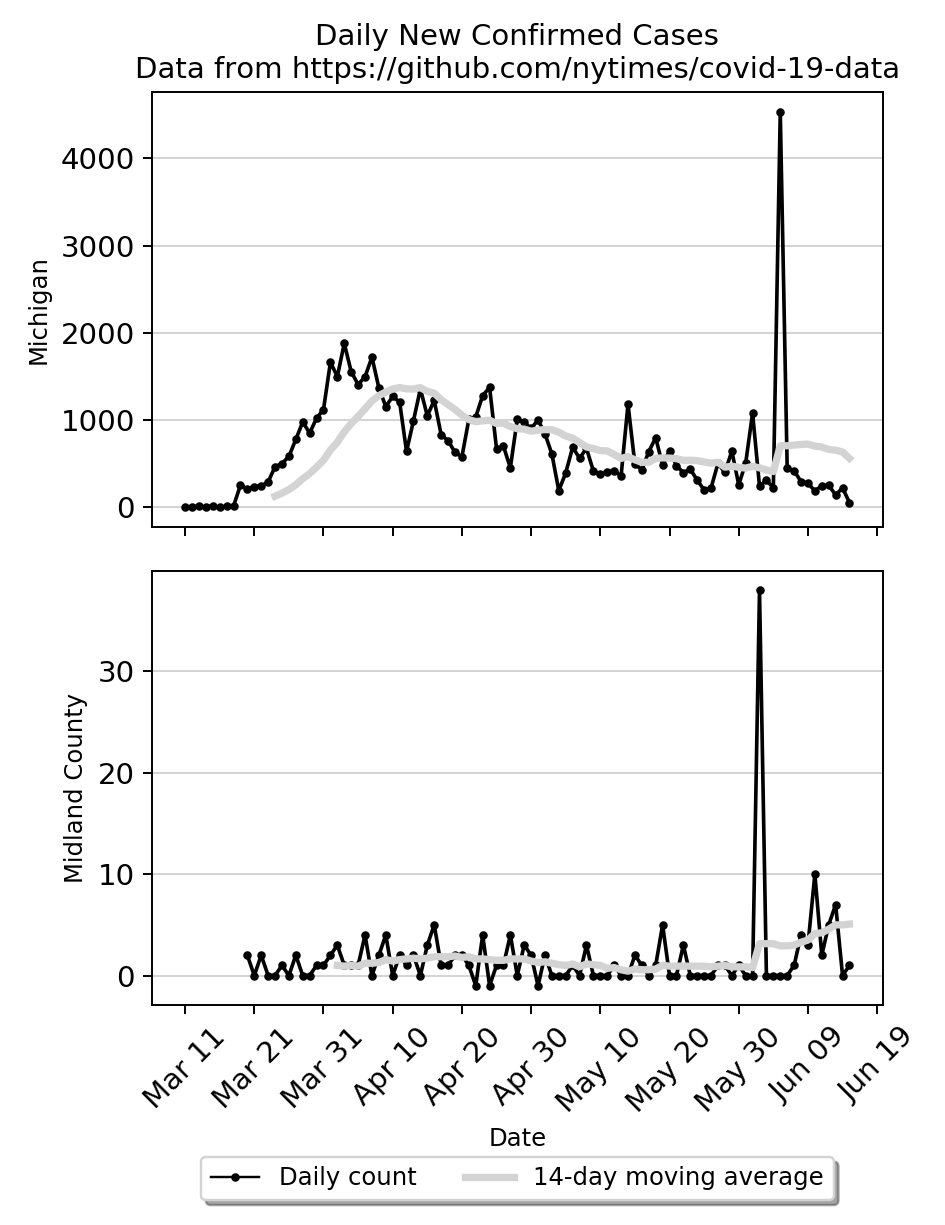 Daily New Confirmed Cases
Data from https://github.com/nytimes/covid-19-data
Michigan
4000
3000
2000
1000
0
Midland County
30
20
10
0
Mar 11
Mar 21
Mar 31
Apr 10
Apr 20
Apr 30
May 10
May 20
May 30
Jun 09
Jun 19
Date
Daily count
14-day moving average